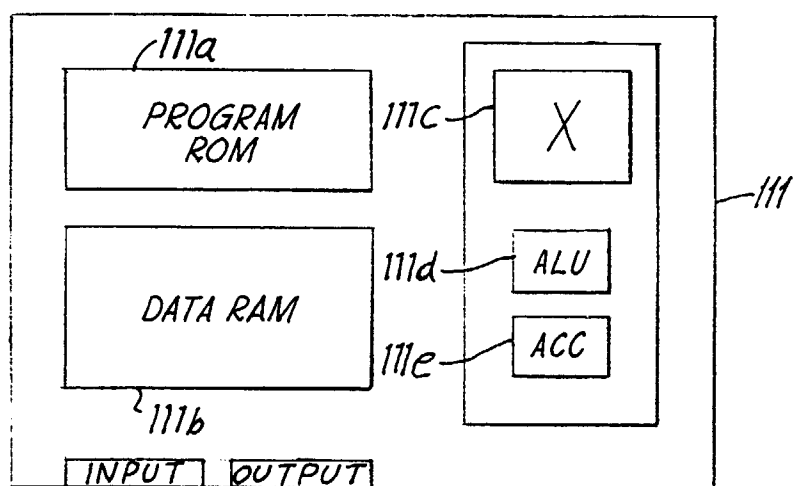 111a
PROGRAM
ROM
111c
X
111
DATA RAM
111d
ALU
111e
ACC
111b
INPUT
OUTPUT